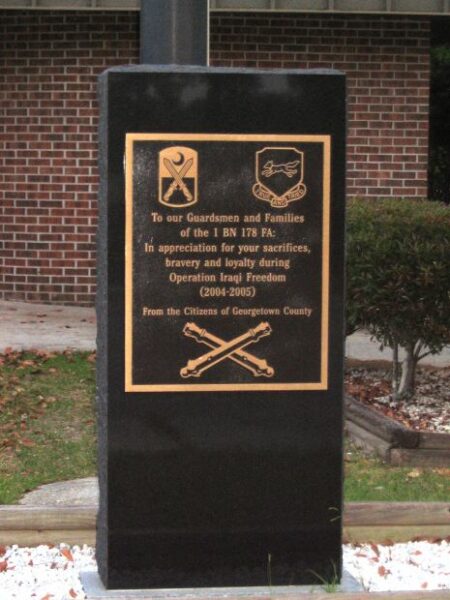 To our Guardsmen and Families
of the 1 BN 178 FA:
In appreciation for your sacrifices,
bravery and loyalty during
Operation Iraqi Freedom
(2004-2005)
From the Citizens of Georgetown County